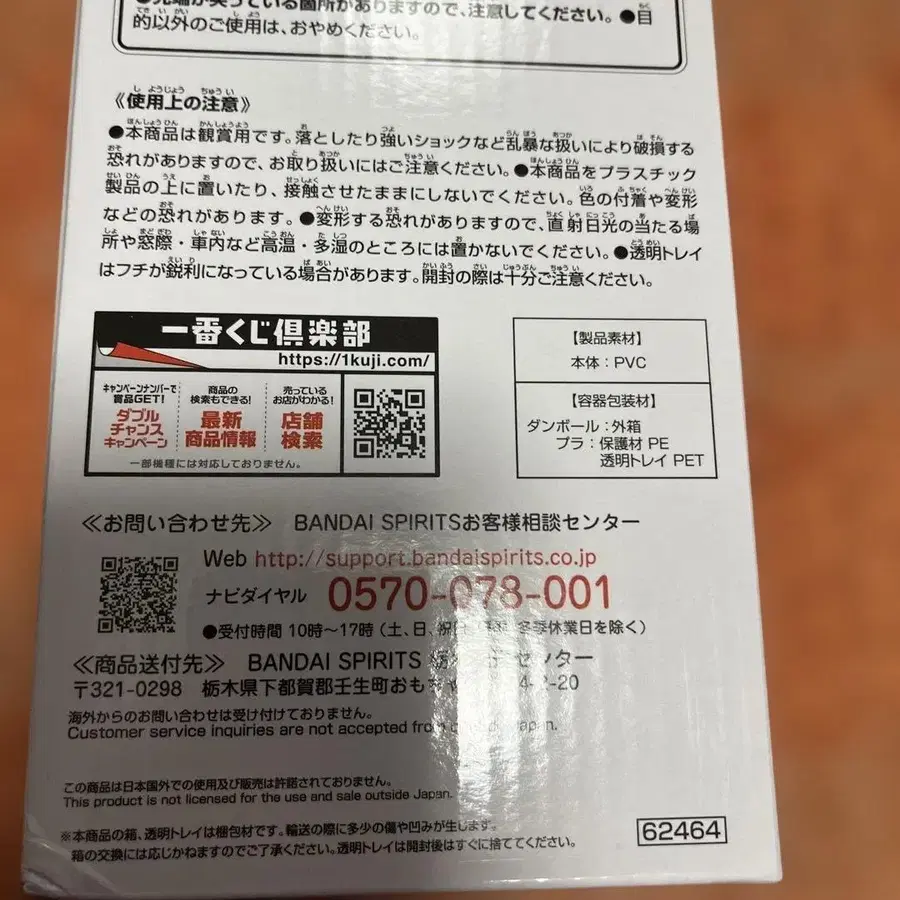 ●先端が尖っている箇所がありますので、注意してください。●目
的以外のご使用は、おやめください。
《使用上の注意》
●本商品は観賞用です。落としたり強いショックなど乱暴な扱いにより破損する
恐れがありますので、お取り扱いにはご注意ください。●本商品をプラスチック
製品の上に置いたり、接触させたままにしないでください。色の付着や変形
などの恐れがあります。●変形する恐れがありますので、直射日光の当たる場
所や窓際・車内など高温・多湿のところには置かないでください。●透明トレイ
はフチが鋭利になっている場合があります。開封の際は十分ご注意ください。
一番くじ倶楽部
https://1kuji.com/
キャンペーンナンバーで
賞品GET!
ダブル
チャンス
キャンペーン
商品の
検索もできる!
最新
商品情報
売っている
お店がわかる!
店舗
検索
一部機種には対応しておりません。
【製品素材】
本体:PVC
【容器包装材】
ダンボール:外箱
プラ:保護材 PE
透明トレイ PET
≪お問い合わせ先≫ BANDAI SPIRITSお客様相談センター
Web http://support.bandaispirits.co.jp
ナビダイヤル 0570-078-001
●受付時間 10時〜17時(土、日、祝日、 冬季休業日を除く)
≪商品送付先≫ BANDAI SPIRITS センター
〒321-0298 栃木県下都賀郡壬生町おも 4-2-20
海外からのお問い合わせは受け付けておりません。
Customer service inquiries are not accepted from Japan.
この商品は日本国外での使用及び販売は許諾されておりません。
This product is not licensed for the use and sale outside Japan.
※本商品の箱、透明トレイは梱包材です。輸送の際に多少の傷や凹みが生じます。
箱の交換には応じかねますのでご了承ください。透明トレイは開封後はすぐに捨ててください。
62464